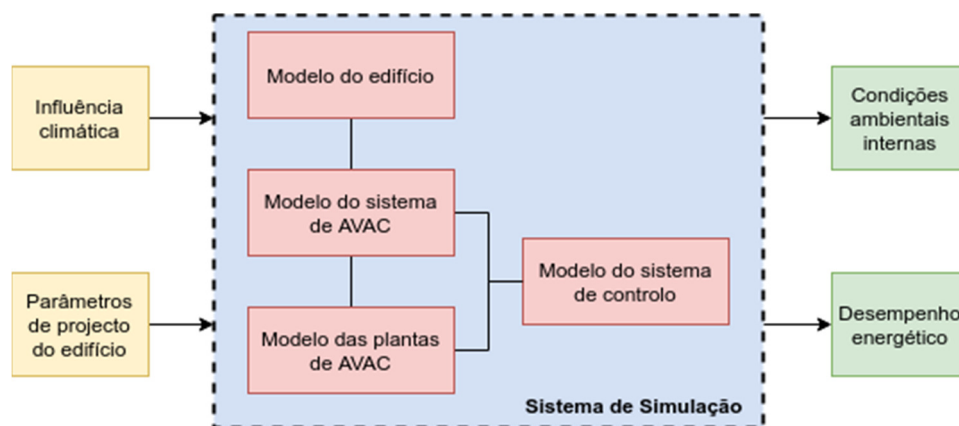 Influência
climática
Parâmetros
de projecto
do edifício
Modelo do edifício
Modelo do sistema
de AVAC
Modelo das plantas
de AVAC
Modelo do sistema
de controlo
Sistema de Simulação
Condições
ambientais
internas
Desempenho
energético